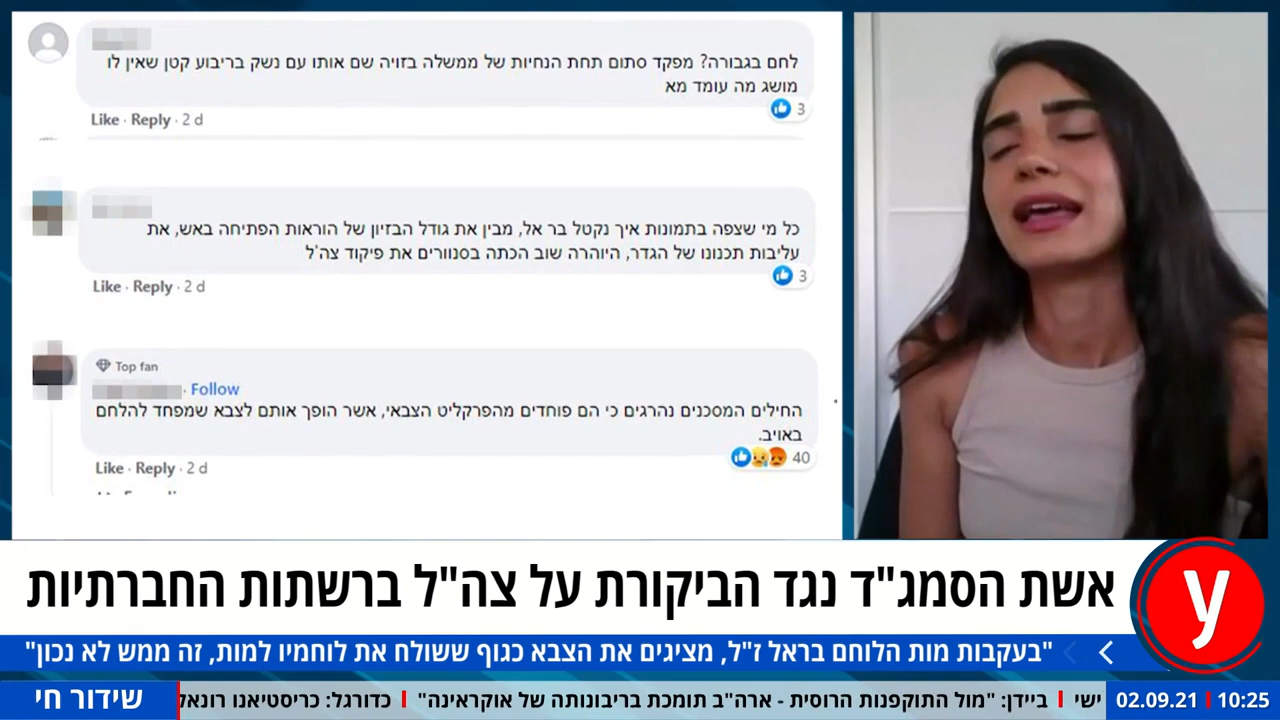 לחם בגבורה? מפקד סתום תחת הנחיות של ממשלה בזויה שם אותו עם נשק בריבוע קטן שאין לו
מושג מה עומד מא
3
Like · Reply · 2 d
כל מי שצפה בתמונות איך נקטל בר אל, מבין את גודל הבזיון של הוראות הפתיחה באש, את
עליבות תכנונו של הגדר, היוהרה שוב הכתה בסנוורים את פיקוד צה'ל
3
Like · Reply · 2 d
Top fan
· Follow
החילים המסכנים נהרגים כי הם פוחדים מהפרקליט הצבאי, אשר הופך אותם לצבא שמפחד להלחם
באויב.
40
Like · Reply · 2 d
אשת הסמג"ד נגד הביקורת על צה"ל ברשתות החברתיות
y
"בעקבות מות הלוחם בראל ז"ל, מציגים את הצבא כגוף ששולח את לוחמיו למות, זה ממש לא נכון"
10:25 | 02.09.21 ישי | ביידן: "מול התוקפנות הרוסית - ארה"ב תומכת בריבונותה של אוקראינה" | כדורגל: כריסטיאנו רונאל שידור חי